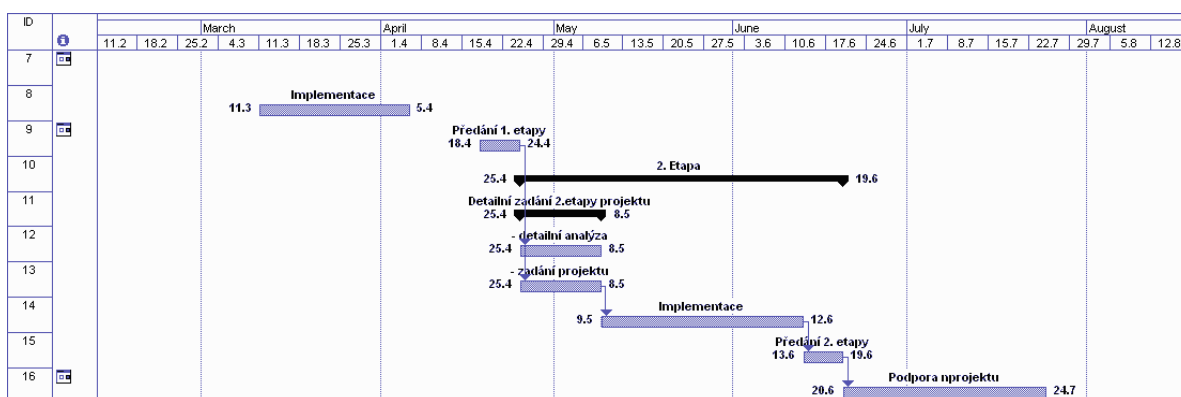 ID
March April May June July August
11.2 18.2 25.2 4.3 11.3 18.3 25.3 1.4 8.4 15.4 22.4 29.4 6.5 13.5 20.5 27.5 3.6 10.6 17.6 24.6 1.7 8.7 15.7 22.7 29.7 5.8 12.8
7
8
Implementace
11.3 5.4
9
Předání 1. etapy
18.4 24.4
10
2. Etapa
25.4 19.6
11
Detailní zadání 2.etapy projektu
25.4 8.5
12
- detailní analýza
25.4 8.5
13
- zadání projektu
25.4 8.5
14
Implementace
9.5 12.6
15
Předání 2. etapy
13.6 19.6
16
Podpora nprojektu
20.6 24.7